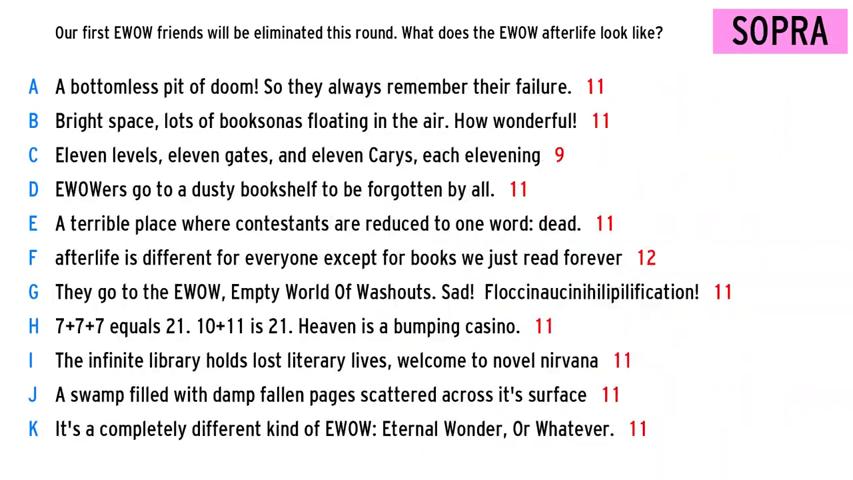 Our first EWOW friends will be eliminated this round. What does the EWOW afterlife look like?
SOPRA
A A bottomless pit of doom! So they always remember their failure. 11
B Bright space, lots of booksonas floating in the air. How wonderful! 11
C Eleven levels, eleven gates, and eleven Carys, each elevening 9
D EWOWers go to a dusty bookshelf to be forgotten by all. 11
E A terrible place where contestants are reduced to one word: dead. 11
F afterlife is different for everyone except for books we just read forever 12
G They go to the EWOW, Empty World Of Washouts. Sad! Floccinaucinihilipilification! 11
H 7+7+7 equals 21. 10+11 is 21. Heaven is a bumping casino. 11
I The infinite library holds lost literary lives, welcome to novel nirvana 11
J A swamp filled with damp fallen pages scattered across it's surface 11
K It's a completely different kind of EWOW: Eternal Wonder, Or Whatever. 11